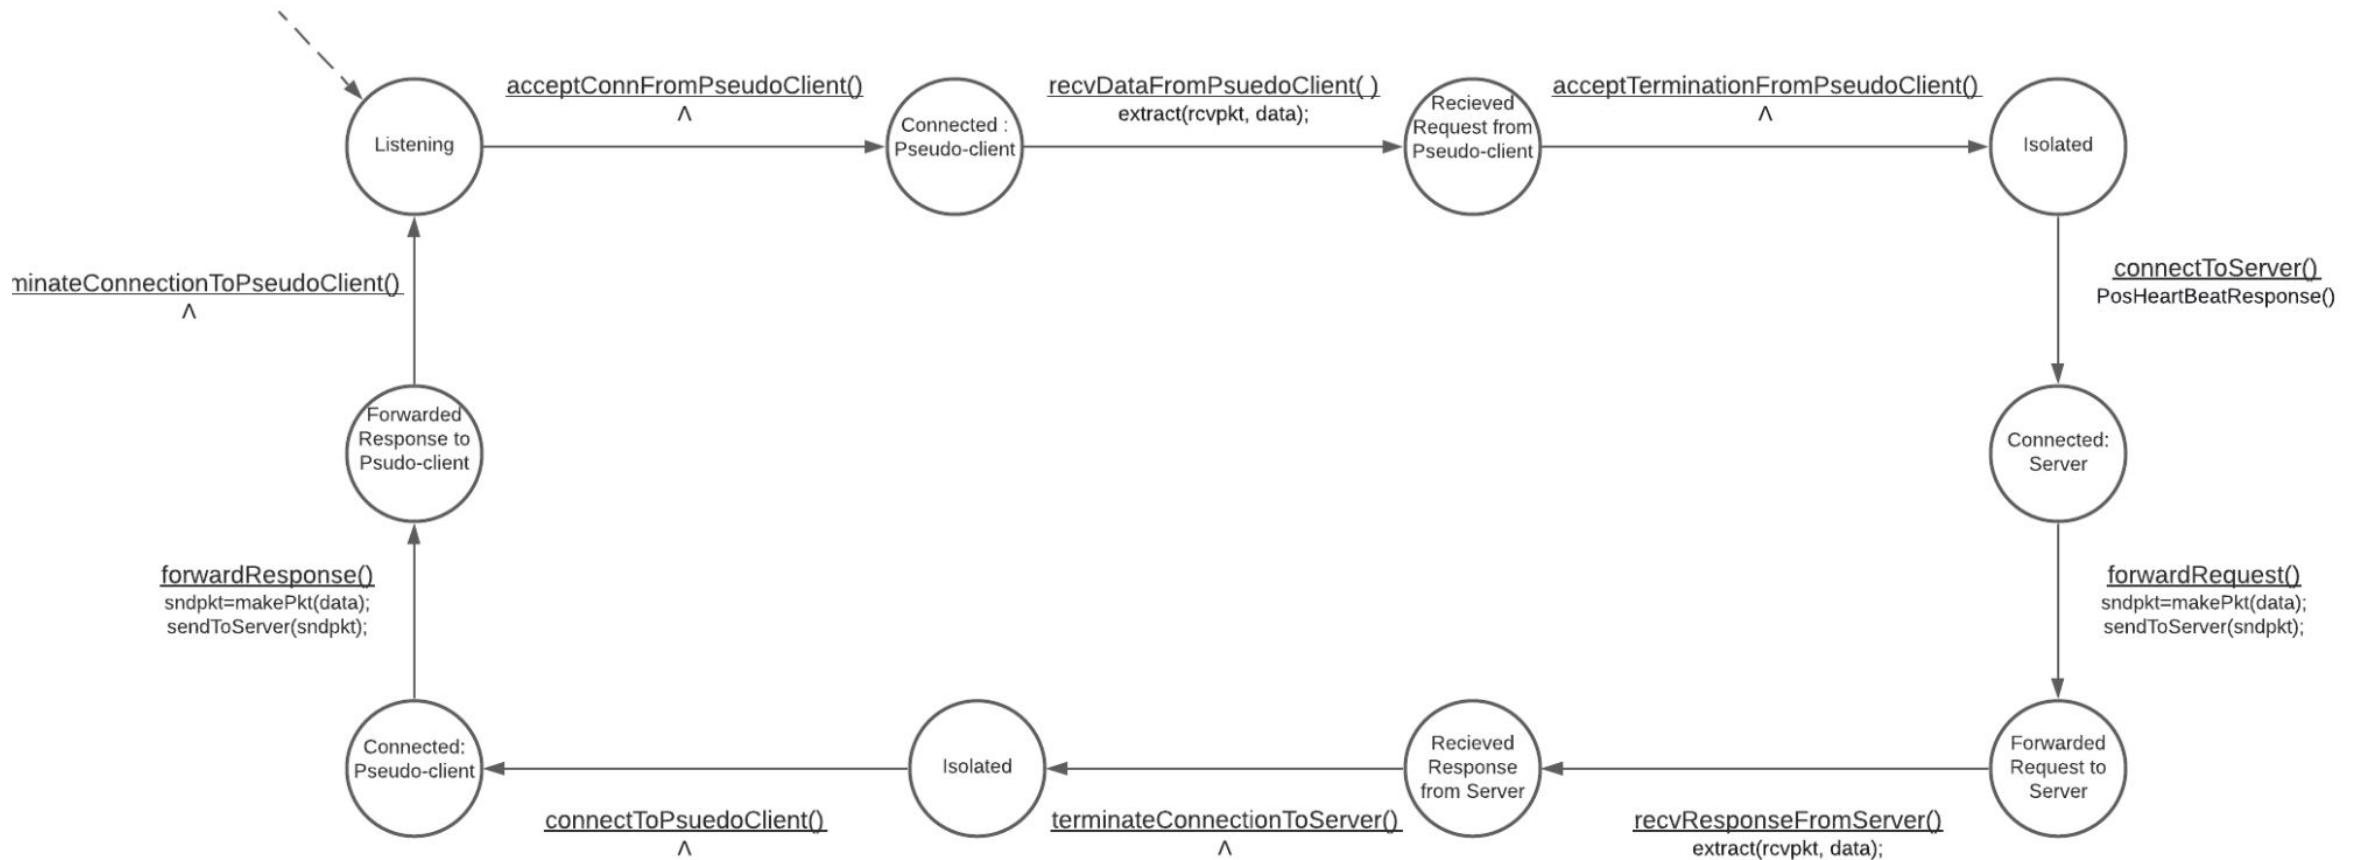 acceptConnFromPseudoClient()
Λ
recvDataFromPsuedoClient( )
extract(rcvpkt, data);
acceptTerminationFromPseudoClient()
Λ
Listening
Connected :
Pseudo-client
Recieved
Request from
Pseudo-client
Isolated
minateConnectionToPseudoClient()
Λ
connectToServer()
PosHeartBeatResponse()
Forwarded
Response to
Psudo-client
Connected:
Server
forwardResponse()
sndpkt=makePkt(data);
sendToServer(sndpkt);
forwardRequest()
sndpkt=makePkt(data);
sendToServer(sndpkt);
Connected:
Pseudo-client
Isolated
Recieved
Response
from Server
Forwarded
Request to
Server
connectToPsuedoClient()
Λ
terminateConnectionToServer()
Λ
recvResponseFromServer()
extract(rcvpkt, data);